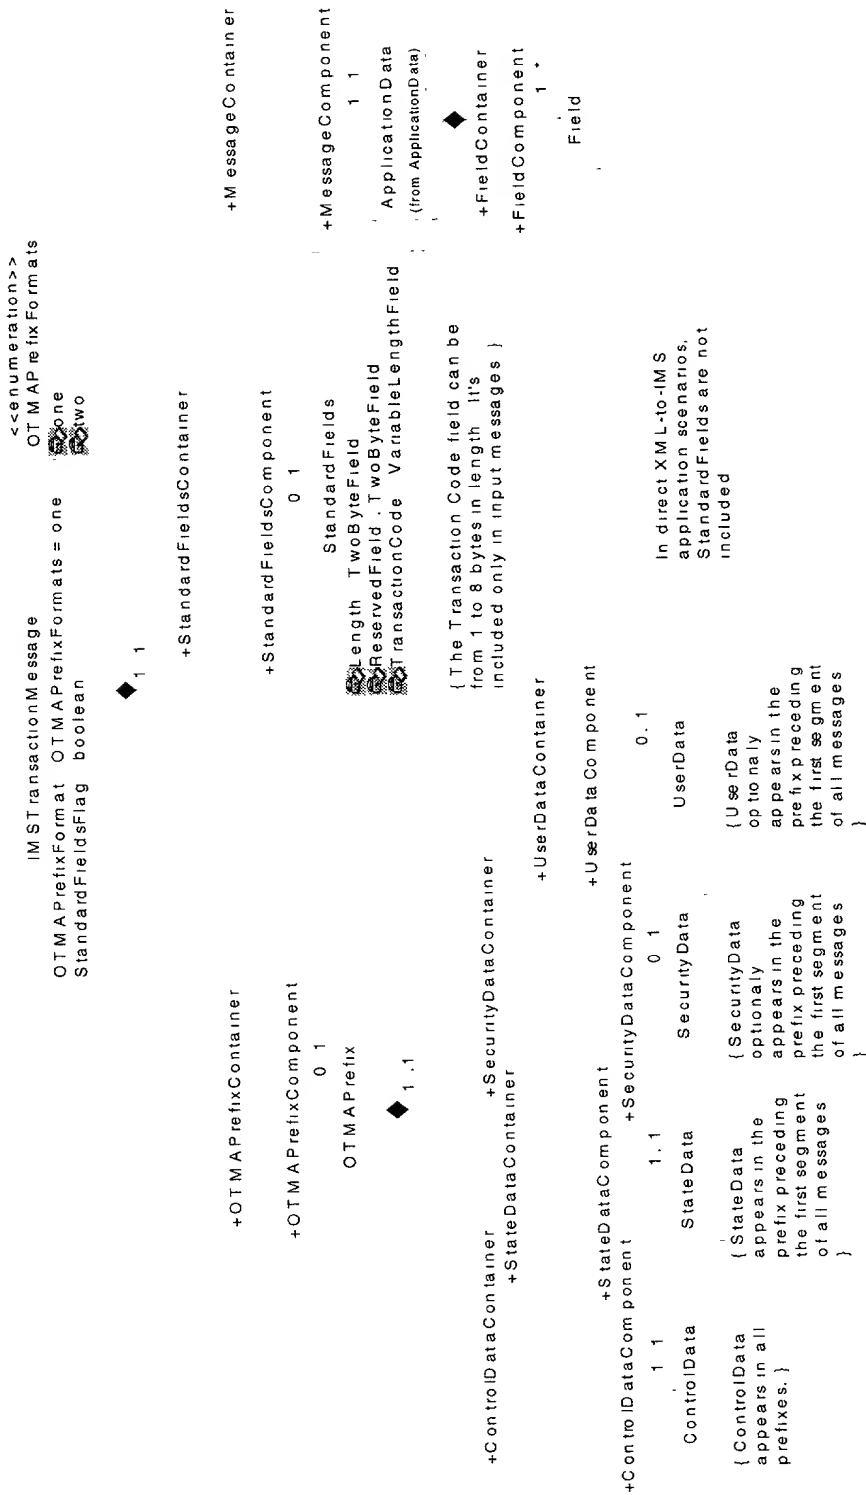 <<enumeration>>
OTMAPrefixFormats
one
two
IMSTransactionMessage
OTMAPrefixFormat OTMAPrefixFormats = one
StandardFieldsFlag boolean
1 1
+OTMAPrefixContainer
+OTMAPrefixComponent
0 1
OTMAPrefix
1 .1
+StandardFieldsContainer
+StandardFieldsComponent
0 1
StandardFields
Length TwoByteField
ReservedField . TwoByteField
TransactionCode VariableLengthField
{ The Transaction Code field can be
from 1 to 8 bytes in length It's
included only in input messages }
+MessageContainer
+MessageComponent
1 1
ApplicationData
(from ApplicationData)
+FieldContainer
+FieldComponent
1 *
Field
+ControlDataContainer
+StateDataContainer
+SecurityDataContainer
+UserDataContainer
+ControlDataComponent
1 1
ControlData
{ ControlData
appears in all
prefixes. }
+StateDataComponent
1. 1
StateData
{ StateData
appears in the
prefix preceding
the first segment
of all messages
}
+SecurityDataComponent
0 1
SecurityData
{ SecurityData
optionaly
appears in the
prefix preceding
the first segment
of all messages
}
+UserDataComponent
0. 1
UserData
{ UserData
optionaly
appears in the
prefix preceding
the first segment
of all messages
}
In direct XML-to-IMS
application scenarios,
StandardFields are not
included